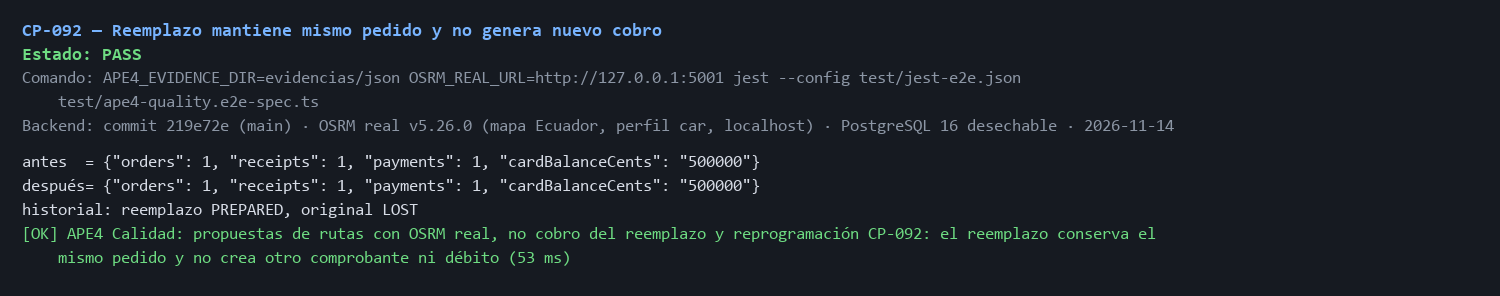 CP-092 — Reemplazo mantiene mismo pedido y no genera nuevo cobro
Estado: PASS
Comando: APE4_EVIDENCE_DIR=evidencias/json OSRM_REAL_URL=http://127.0.0.1:5001 jest --config test/jest-e2e.json
test/ape4-quality.e2e-spec.ts
Backend: commit 219e72e (main) · OSRM real v5.26.0 (mapa Ecuador, perfil car, localhost) · PostgreSQL 16 desechable · 2026-11-14
antes  = {"orders": 1, "receipts": 1, "payments": 1, "cardBalanceCents": "500000"}
después= {"orders": 1, "receipts": 1, "payments": 1, "cardBalanceCents": "500000"}
historial: reemplazo PREPARED, original LOST
[OK] APE4 Calidad: propuestas de rutas con OSRM real, no cobro del reemplazo y reprogramación CP-092: el reemplazo conserva el
mismo pedido y no crea otro comprobante ni débito (53 ms)